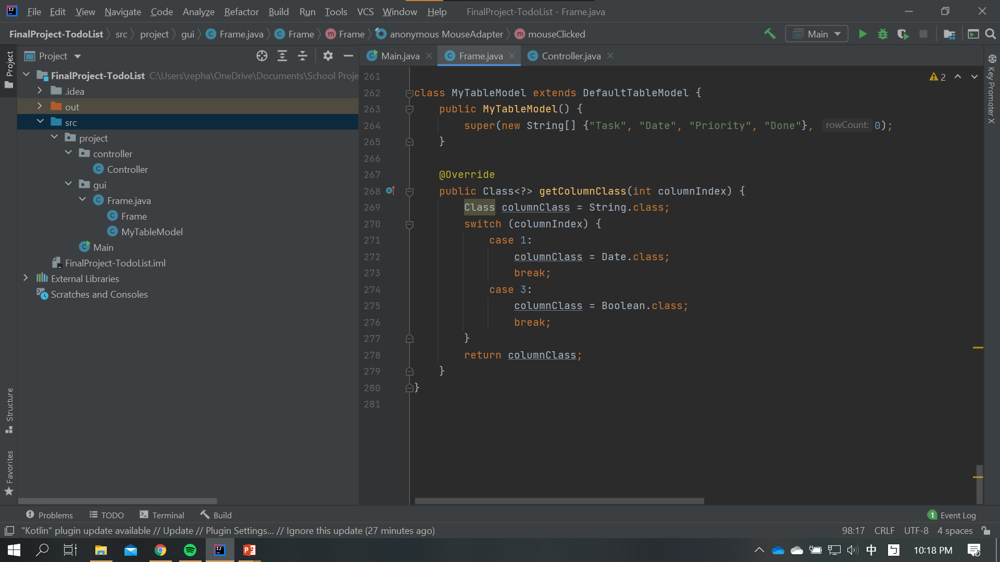 File Edit View Navigate Code Analyze Refactor Build Run Tools VCS Window Help FinalProject-TodoList - Frame.java
FinalProject-TodoList src project gui Frame.java Frame Frame anonymous MouseAdapter mouseClicked Main
Project
Project
FinalProject-TodoList C:\Users\repha\OneDrive\Documents\School Proje
.idea
out
src
project
controller
Controller
gui
Frame.java
Frame
MyTableModel
Main
FinalProject-TodoList.iml
External Libraries
Scratches and Consoles
Structure
Favorites
Main.java Frame.java Controller.java
2
Key Promoter X
261
262 class MyTableModel extends DefaultTableModel {
263 public MyTableModel() {
264 super(new String[] {"Task", "Date", "Priority", "Done"}, rowCount: 0);
265 }
266
267 @Override
268 public Class<?> getColumnClass(int columnIndex) {
269 Class columnClass = String.class;
270 switch (columnIndex) {
271 case 1:
272 columnClass = Date.class;
273 break;
274 case 3:
275 columnClass = Boolean.class;
276 break;
277 }
278 return columnClass;
279 }
280 }
281
Problems TODO Terminal Build 1 Event Log
"Kotlin" plugin update available // Update // Plugin Settings... // Ignore this update (27 minutes ago) 98:17 CRLF UTF-8 4 spaces
中 ㄅ 10:18 PM